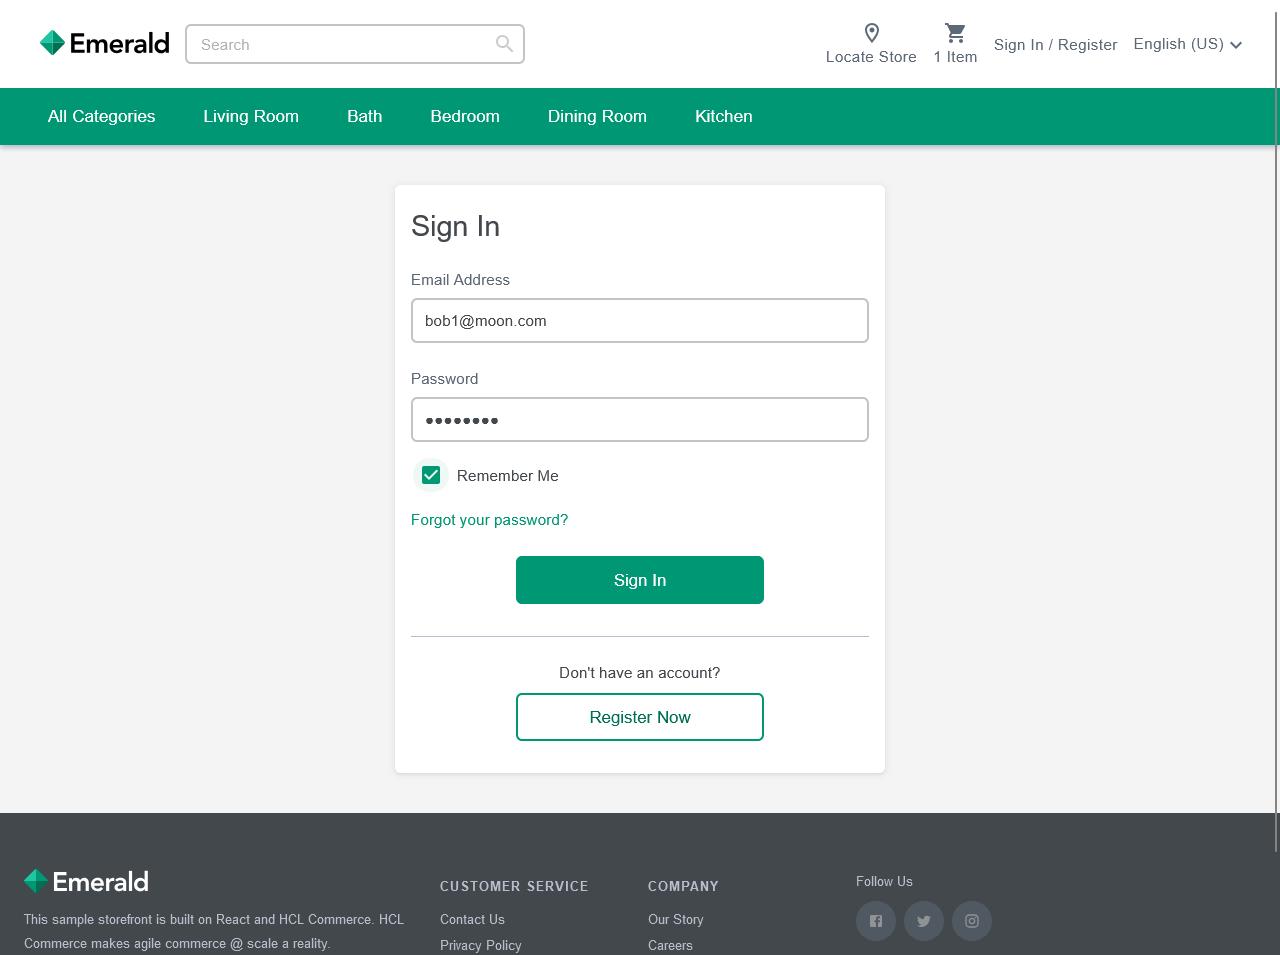 Emerald
Search
Locate Store
1 Item
Sign In / Register
English (US)
All Categories
Living Room
Bath
Bedroom
Dining Room
Kitchen
Sign In
Email Address
bob1@moon.com
Password
Remember Me
Forgot your password?
Sign In
Don't have an account?
Register Now
Emerald
This sample storefront is built on React and HCL Commerce. HCL
Commerce makes agile commerce @ scale a reality.
CUSTOMER SERVICE
Contact Us
Privacy Policy
COMPANY
Our Story
Careers
Follow Us